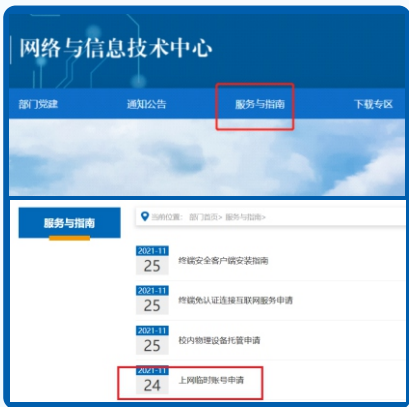 网络与信息技术中心
部门党建 通知公告 服务与指南 下载专区
服务与指南
当前位置: 部门首页> 服务与指南>
2021-11
25
终端安全客户端安装指南
2021-11
25
终端免认证连接互联网服务申请
2021-11
25
校内物理设备托管申请
2021-11
24
上网临时账号申请